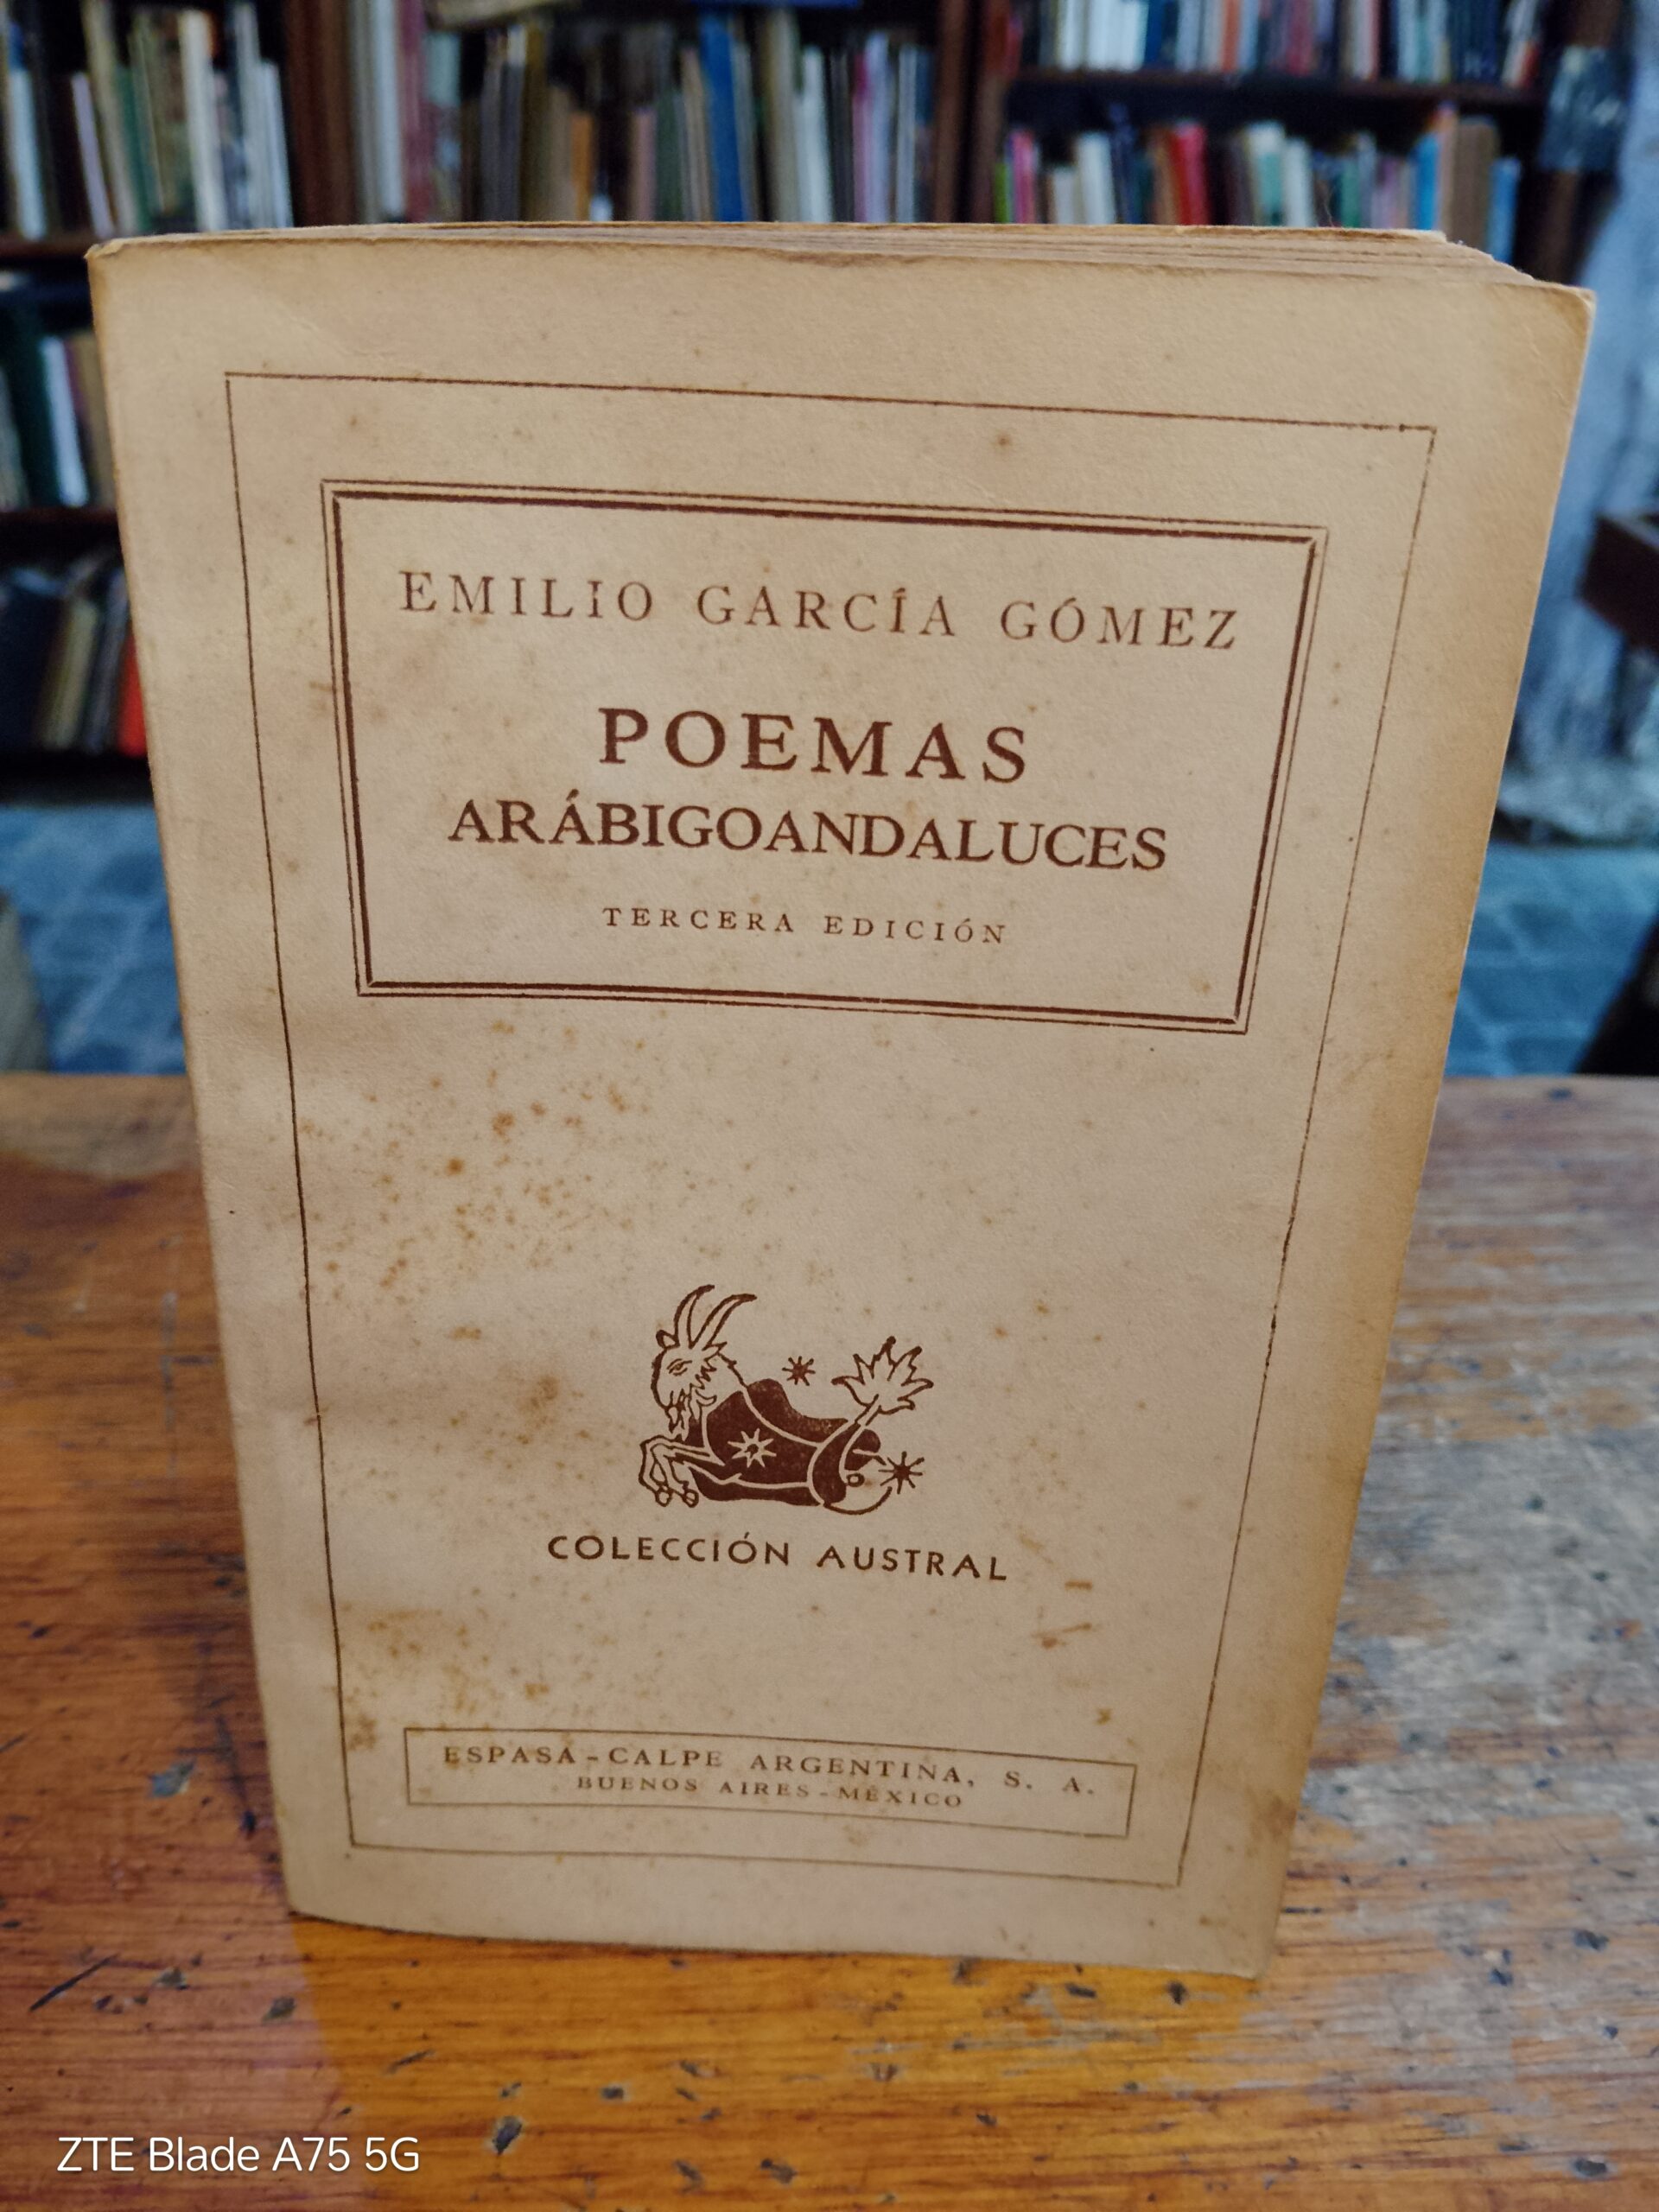 EMILIO GARCÍA GÓMEZ
POEMAS
ARÁBIGOANDALUCES
TERCERA EDICIÓN
COLECCIÓN AUSTRAL
ESPASA-CALPE ARGENTINA, S. A.
BUENOS AIRES-MÉXICO
ZTE Blade A75 5G